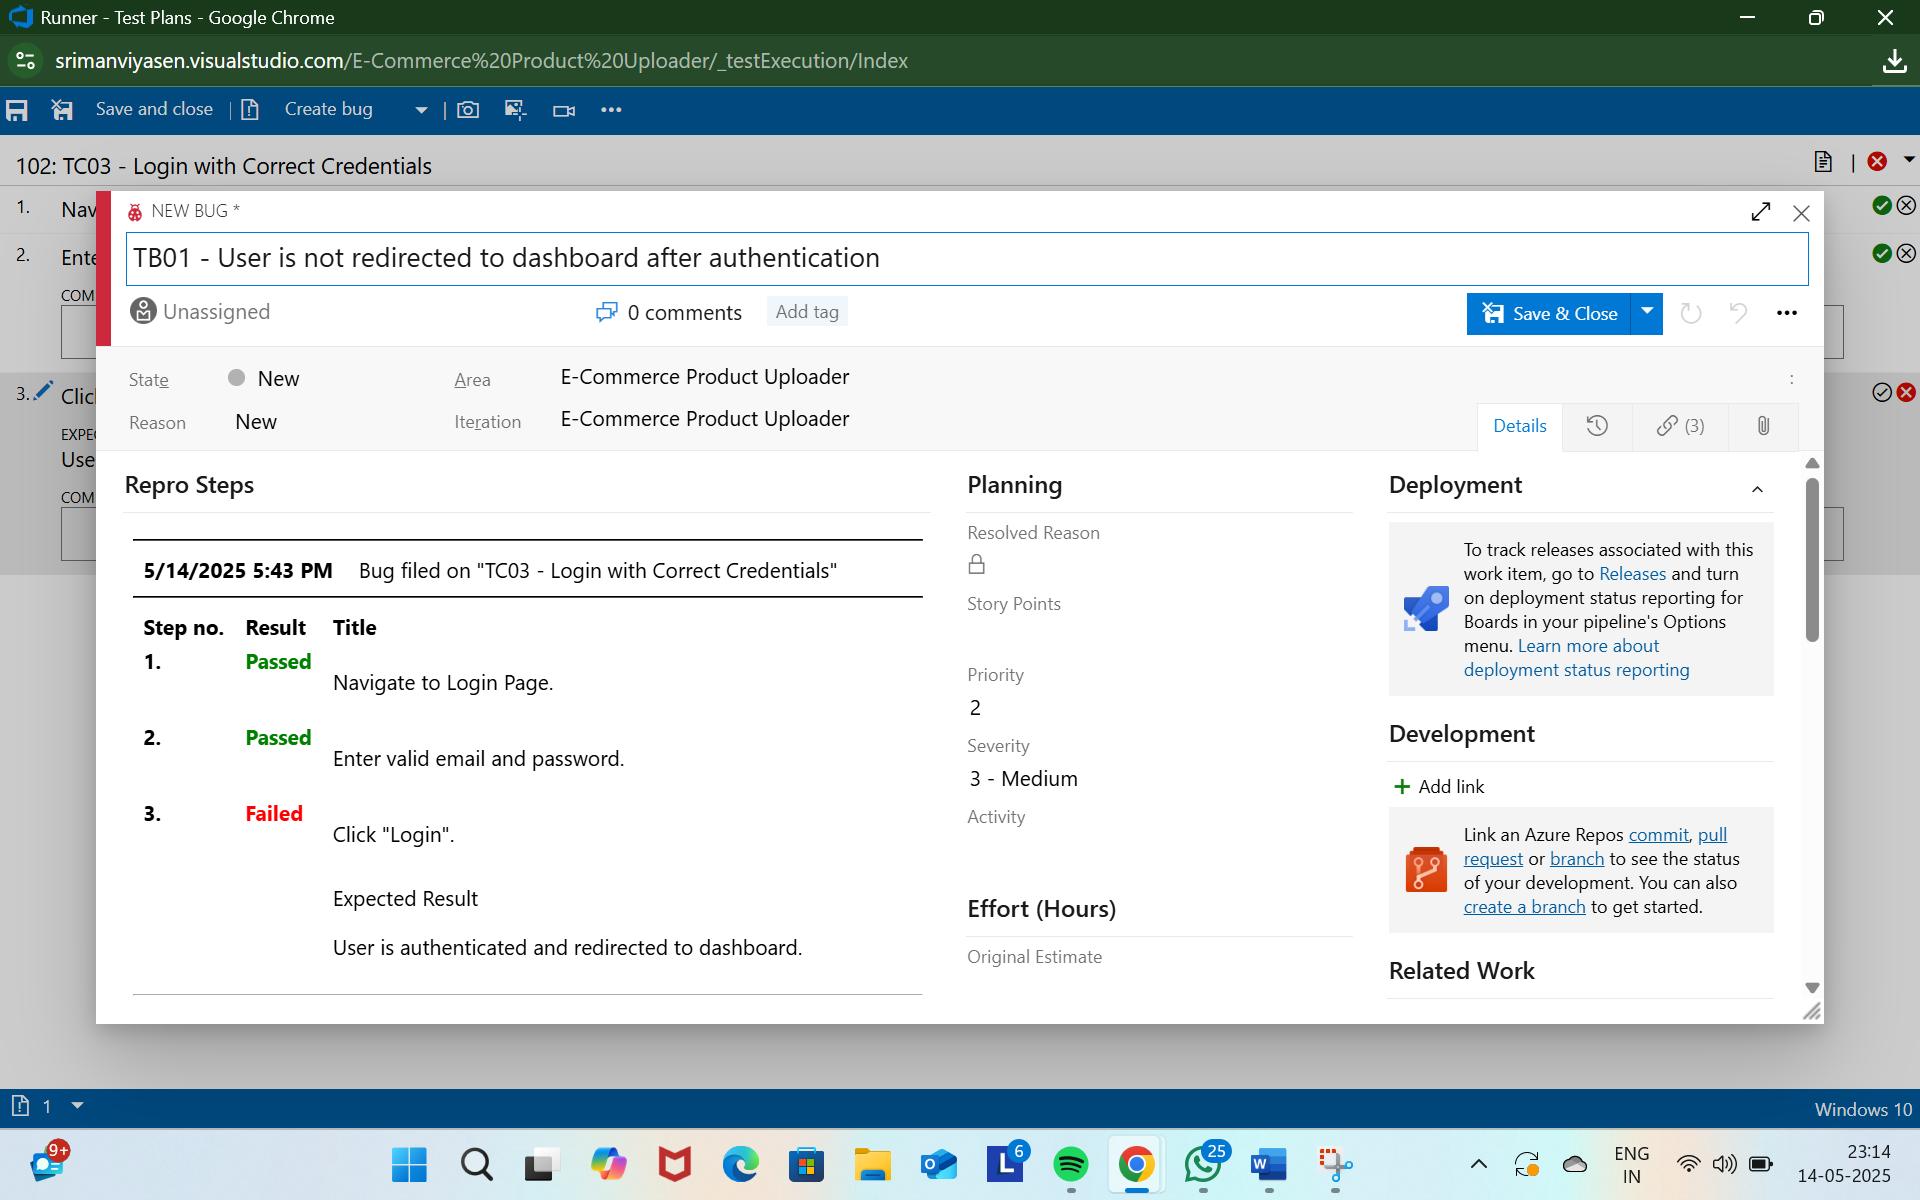 Runner - Test Plans - Google Chrome
srimanviyasen.visualstudio.com/E-Commerce%20Product%20Uploader/_testExecution/Index
Save and close | Create bug |
102: TC03 - Login with Correct Credentials
1. Nav
2. Ente
COM
3. Clic
EXPE
Use
COM
NEW BUG *
TB01 - User is not redirected to dashboard after authentication
Unassigned
0 comments
Add tag
Save & Close
State
New
Area
E-Commerce Product Uploader
Reason
New
Iteration
E-Commerce Product Uploader
Details
(3)
Repro Steps
5/14/2025 5:43 PM Bug filed on "TC03 - Login with Correct Credentials"
Step no. Result Title
1. Passed
Navigate to Login Page.
2. Passed
Enter valid email and password.
3. Failed
Click "Login".
Expected Result
User is authenticated and redirected to dashboard.
Planning
Resolved Reason
Story Points
Priority
2
Severity
3 - Medium
Activity
Effort (Hours)
Original Estimate
Deployment
To track releases associated with this
work item, go to Releases and turn
on deployment status reporting for
Boards in your pipeline's Options
menu. Learn more about
deployment status reporting
Development
+ Add link
Link an Azure Repos commit, pull
request or branch to see the status
of your development. You can also
create a branch to get started.
Related Work
1
Windows 10
9+
6
25
ENG
IN
23:14
14-05-2025